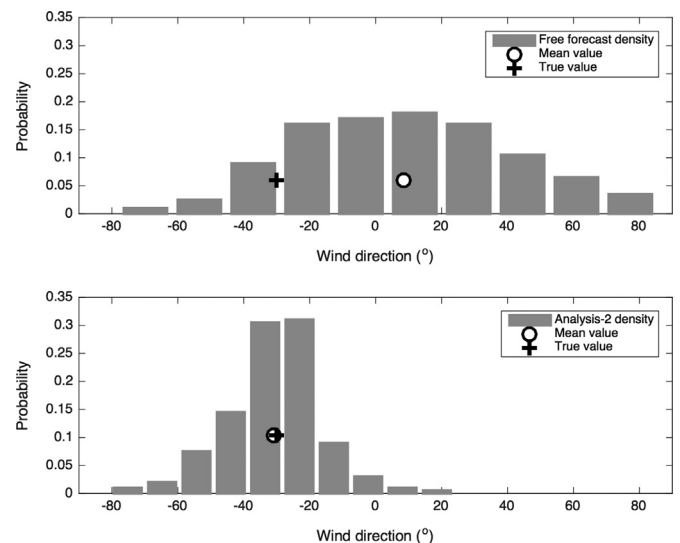 0.35
0.3
0.25
0.2
0.15
0.1
0.05
0
Probability
Free forecast density
Mean value
True value
-80 -60 -40 -20 0 20 40 60 80
Wind direction (o)
0.35
0.3
0.25
0.2
0.15
0.1
0.05
0
Probability
Analysis-2 density
Mean value
True value
-80 -60 -40 -20 0 20 40 60 80
Wind direction (o)